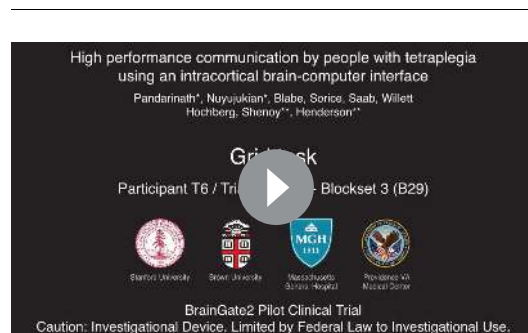 High performance communication by people with tetraplegia
using an intracortical brain-computer interface
Pandarinath*, Nuyujukian*, Blabe, Sorice, Saab, Willett
Hochberg, Shenoy**, Henderson**
Participant T6 / - Blockset 3 (B29)
MGH
1811
Stanford University
Brown University
Massachusetts
General Hospital
Providence VA
Medical Center
BrainGate2 Pilot Clinical Trial
Caution: Investigational Device. Limited by Federal Law to Investigational Use.